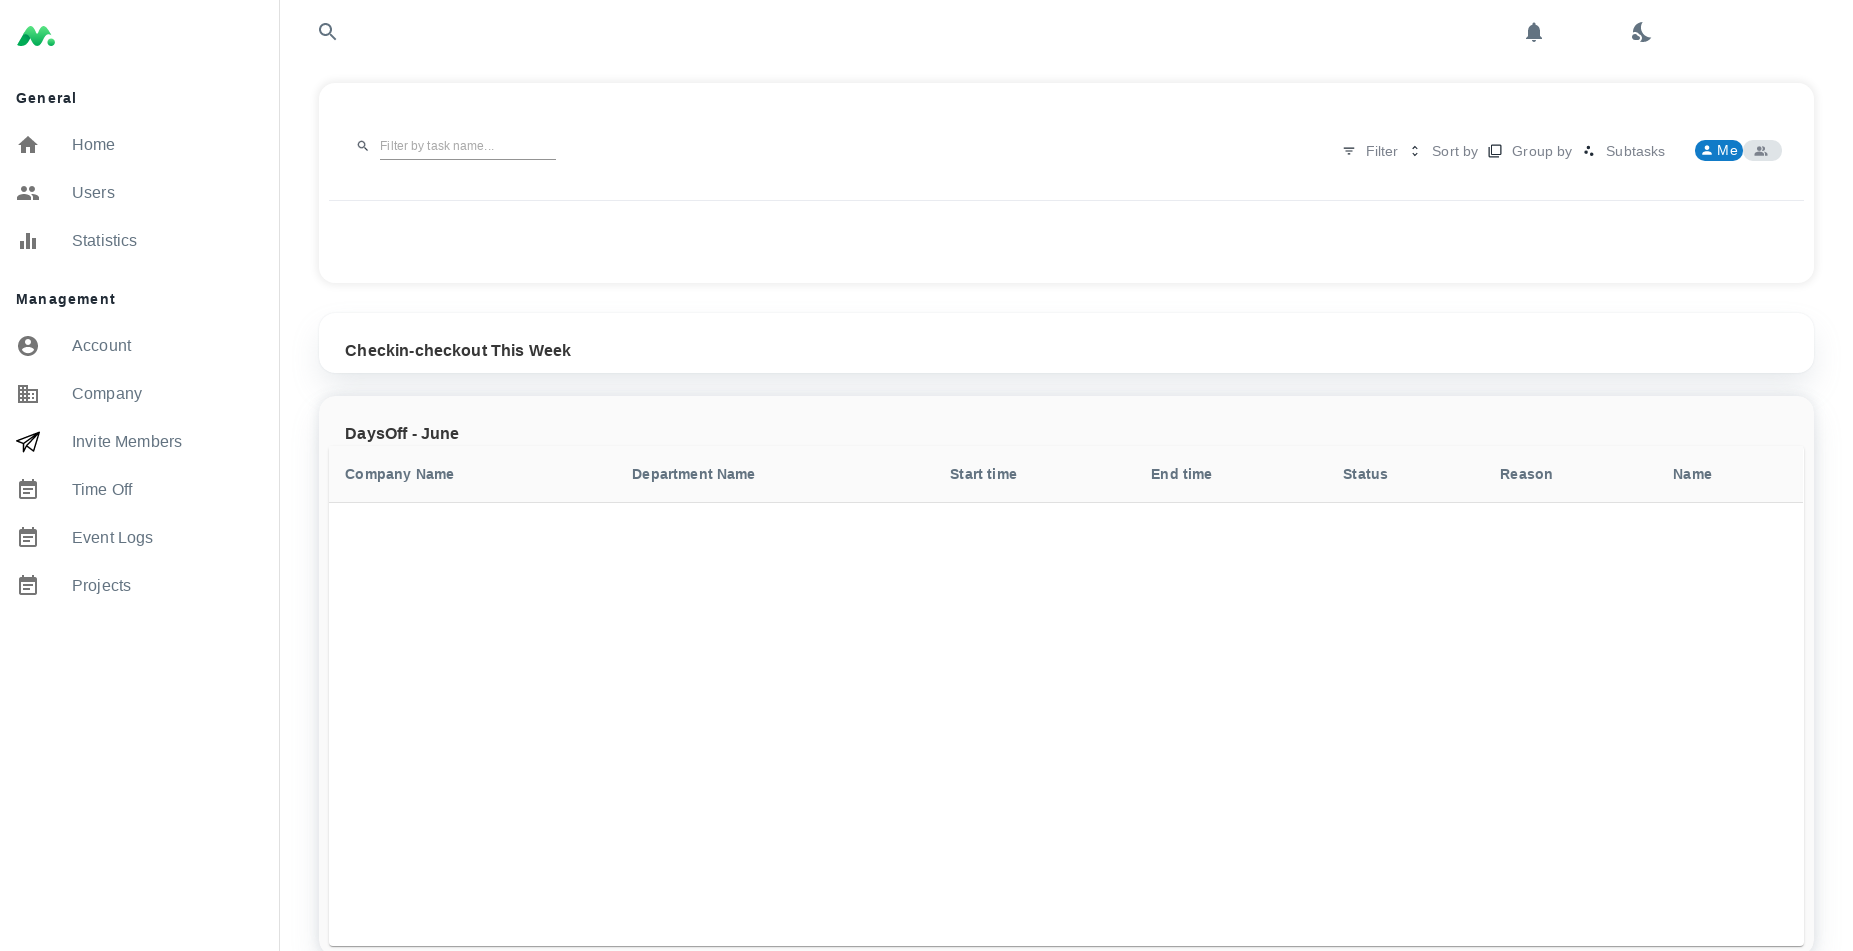 General
Home
Users
Statistics
Management
Account
Company
Invite Members
Time Off
Event Logs
Projects
Filter by task name...
Filter Sort by Group by Subtasks Me
Checkin-checkout This Week
DaysOff - June
Company Name Department Name Start time End time Status Reason Name